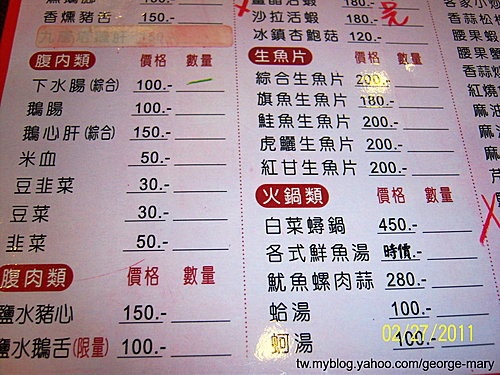 香燻豬舌 150.-
腹肉類 價格 數量
下水腸(綜合) 100.-
鵝腸 100.-
鵝心肝(綜合) 150.-
米血 50.-
豆韭菜 30.-
豆菜 30.-
韭菜 50.-
腹肉類 價格 數量
鹽水豬心 150.-
鹽水鵝舌(限量) 100.-
180.-
沙拉活蝦 180.-
冰鎮杏鮑菇 120.-
生魚片 價格 數量
綜合生魚片 200.-
旗魚生魚片 180.-
鮭魚生魚片 200.-
虎鱺生魚片 200.-
紅甘生魚片 200.-
火鍋類 價格 數量
白菜蟳鍋 450.-
各式鮮魚湯 時價.-
魷魚螺肉蒜 280.-
蛤湯 100.-
蚵湯 100.-
02/27/2011
tw.myblog.yahoo.com/george-mary